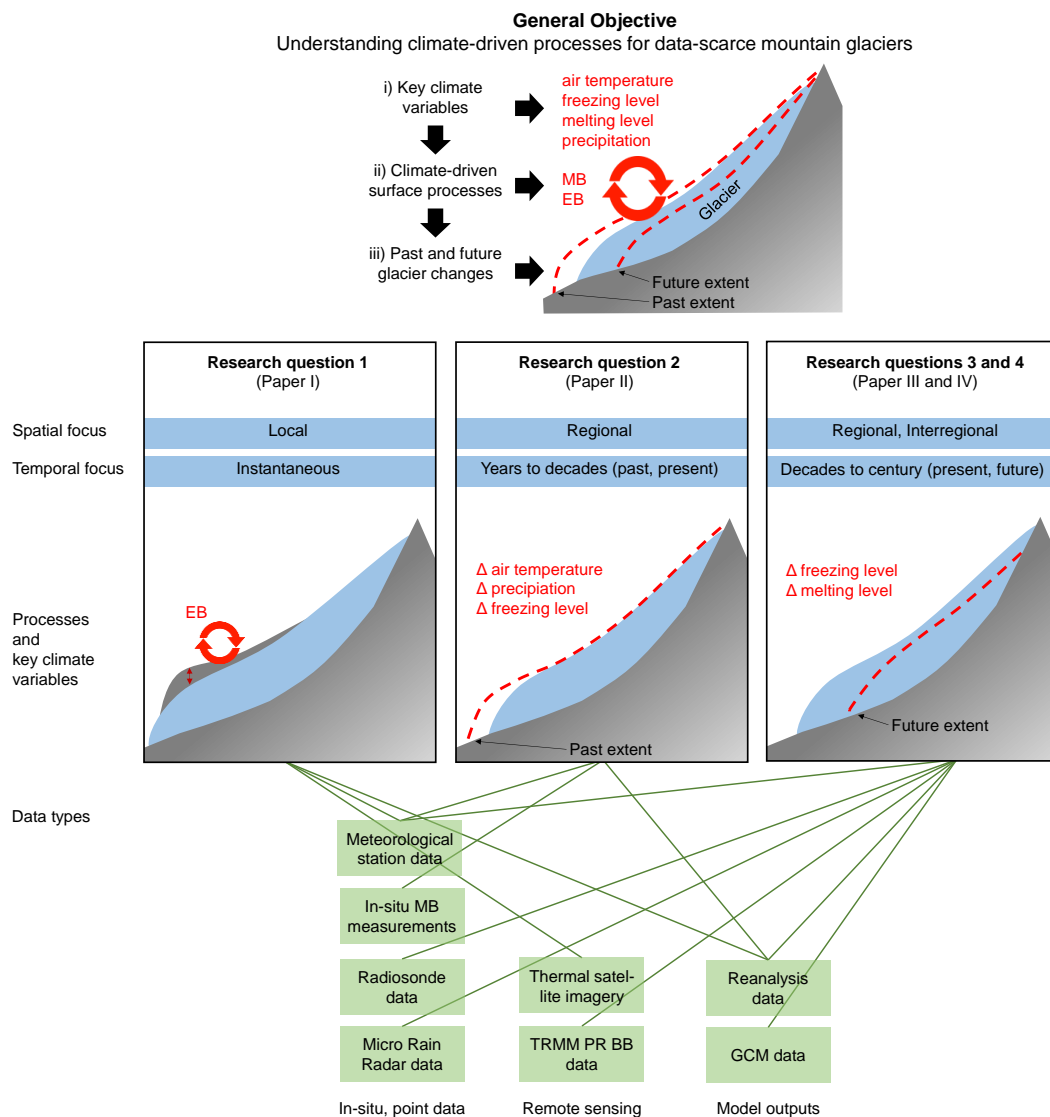 General Objective
Understanding climate-driven processes for data-scarce mountain glaciers
i) Key climate
variables
air temperature
freezing level
melting level
precipitation
ii) Climate-driven
surface processes
MB
EB
Glacier
iii) Past and future
glacier changes
Future extent
Past extent
Research question 1
(Paper I)
Research question 2
(Paper II)
Research questions 3 and 4
(Paper III and IV)
Spatial focus
Local
Regional
Regional, Interregional
Temporal focus
Instantaneous
Years to decades (past, present)
Decades to century (present, future)
Processes
and
key climate
variables
EB
Δ air temperature
Δ precipiation
Δ freezing level
Past extent
Δ freezing level
Δ melting level
Future extent
Data types
Meteorological
station data
In-situ MB
measurements
Radiosonde
data
Thermal satel-
lite imagery
Reanalysis
data
Micro Rain
Radar data
TRMM PR BB
data
GCM data
In-situ, point data
Remote sensing
Model outputs